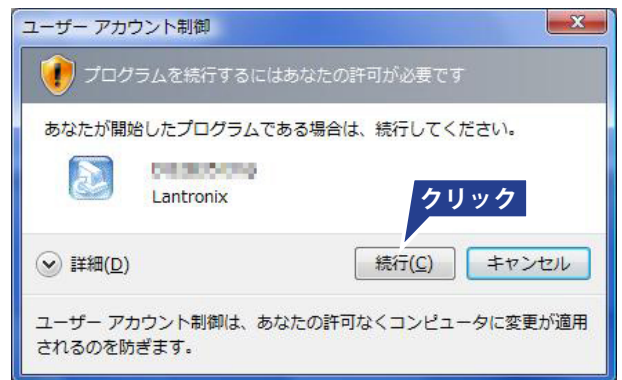 ユーザー アカウント制御
プログラムを続行するにはあなたの許可が必要です
あなたが開始したプログラムである場合は、続行してください。
Lantronix
クリック
詳細(D)
続行(C)
キャンセル
ユーザー アカウント制御は、あなたの許可なくコンピュータに変更が適用
されるのを防ぎます。